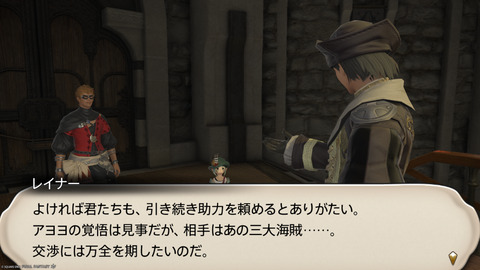 レイナー
よければ君たちも、引き続き助力を頼めるとありがたい。
アヨヨの覚悟は見事だが、相手はあの三大海賊……。
交渉には万全を期したいのだ。